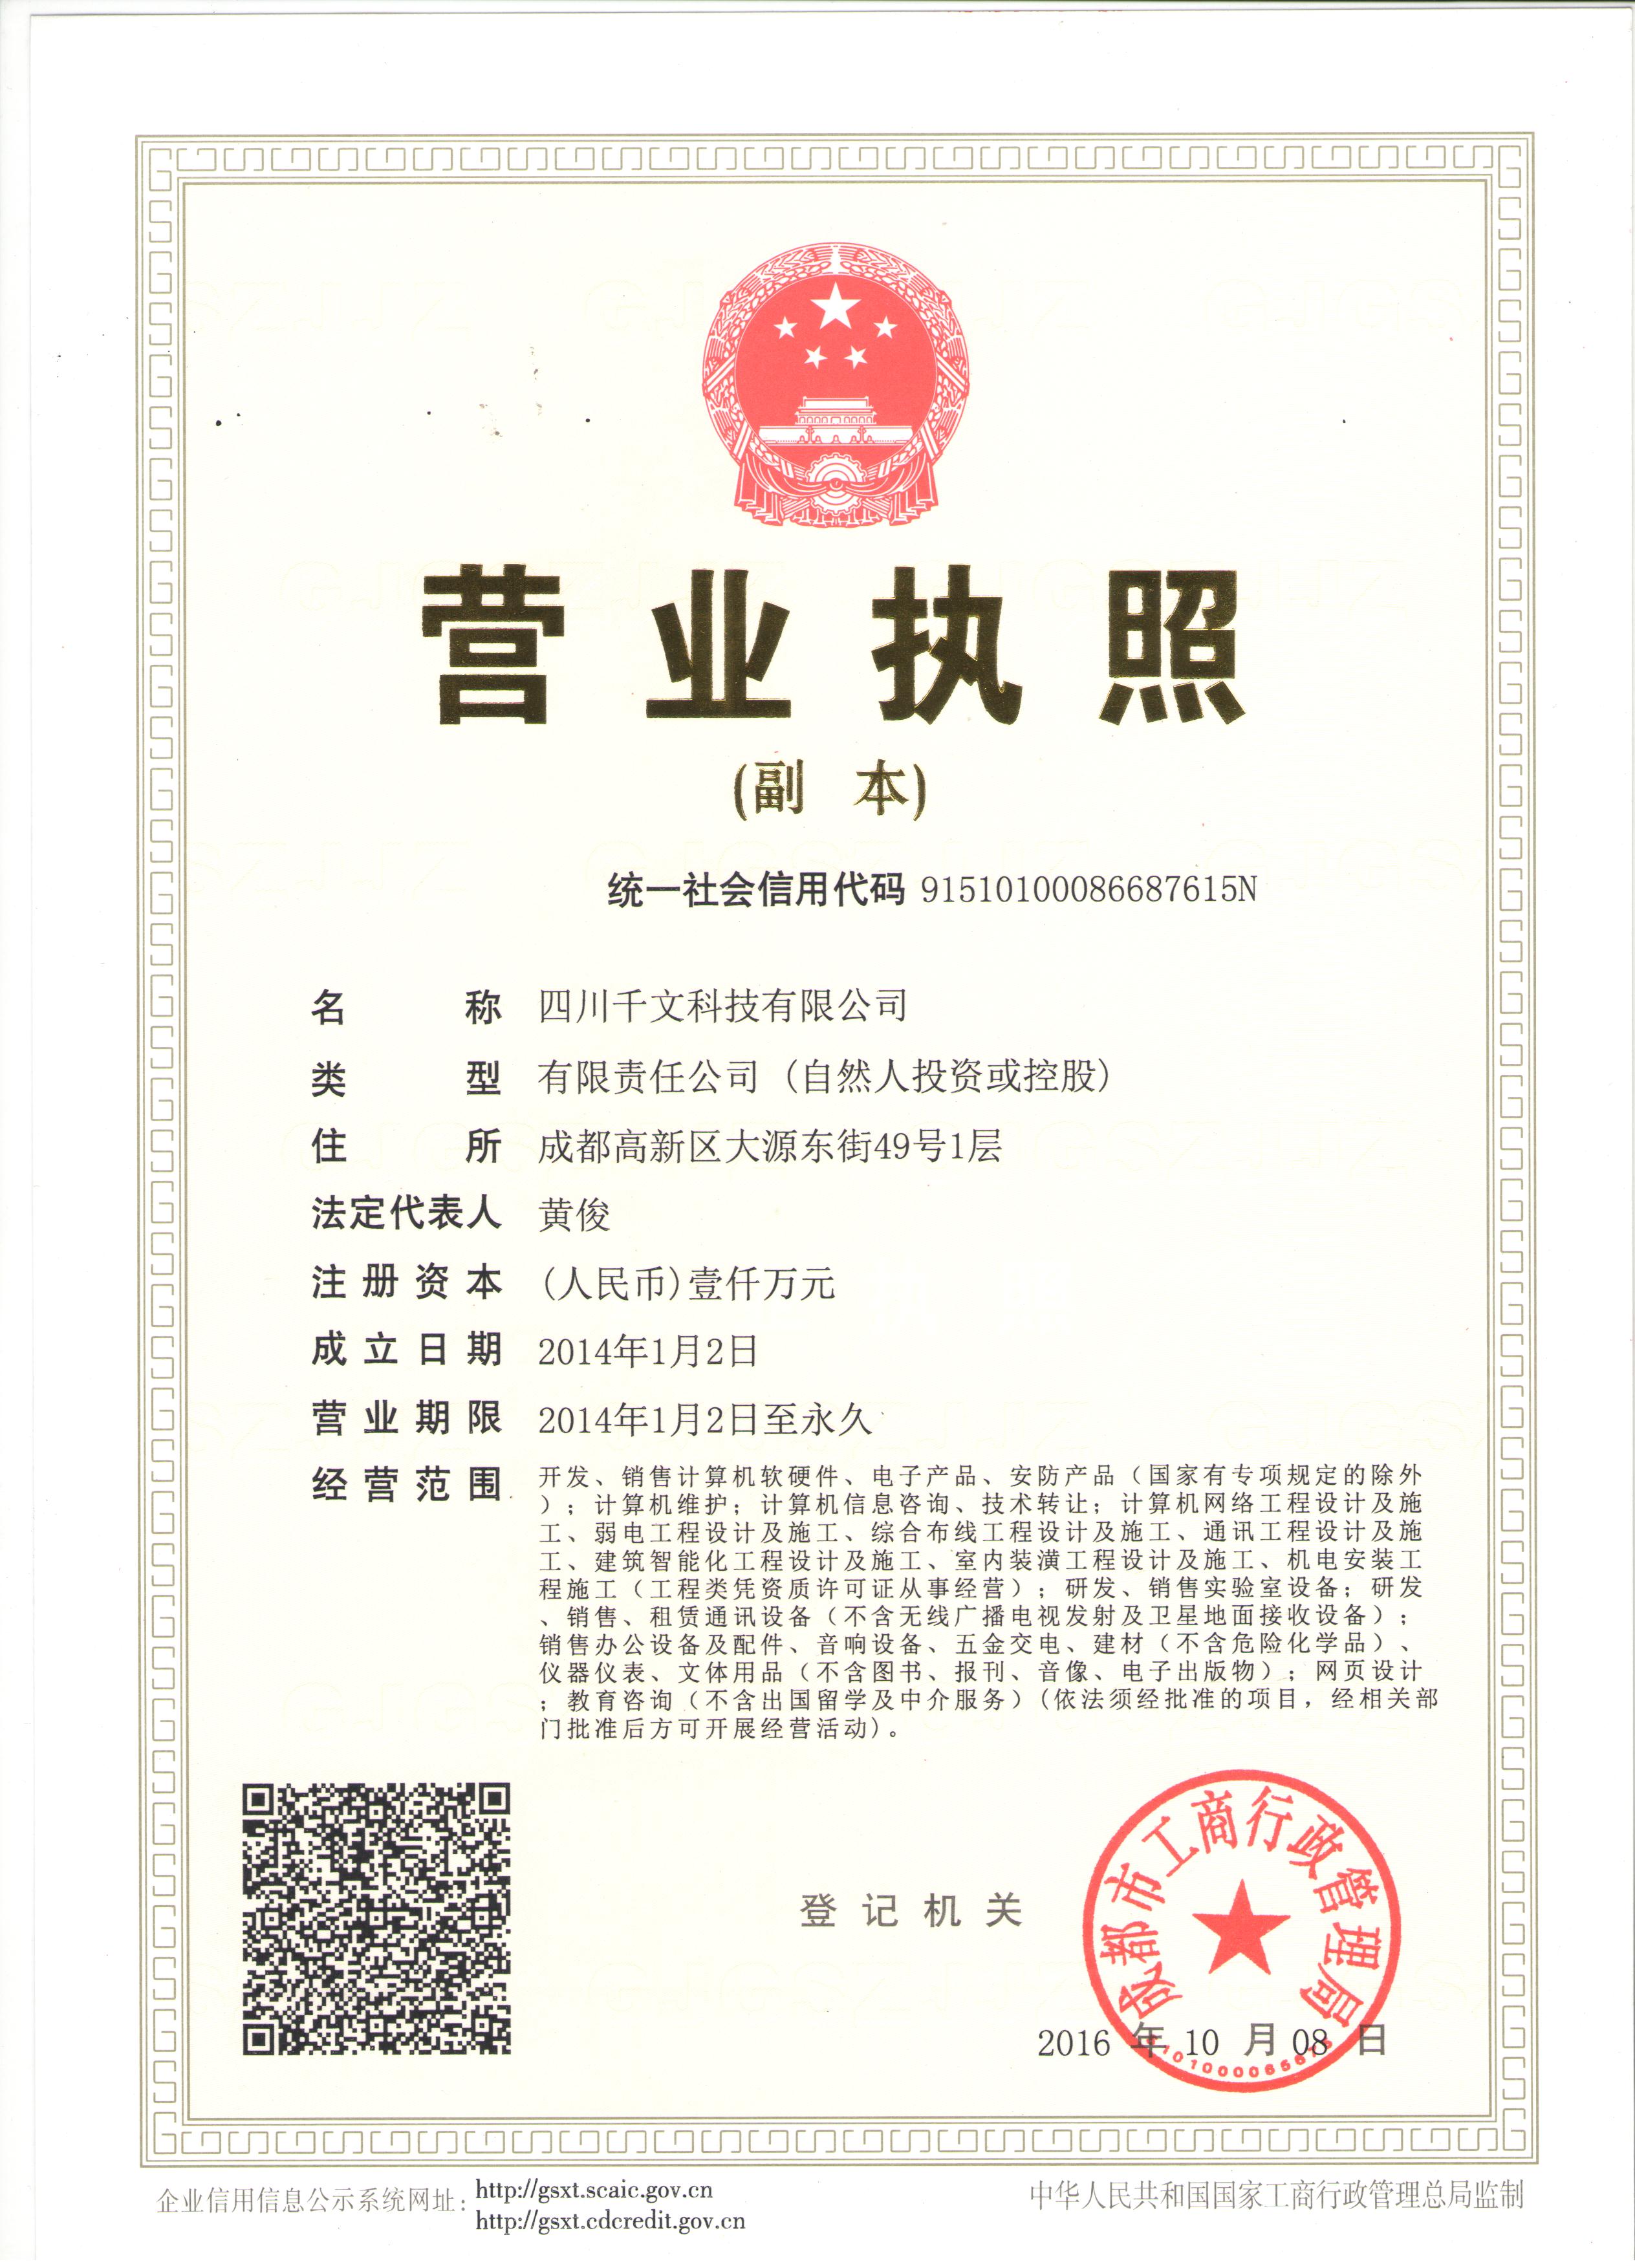 营业执照
(副 本)
统一社会信用代码 91510100086687615N
名称 四川千文科技有限公司
类型 有限责任公司（自然人投资或控股）
住所 成都高新区大源东街49号1层
法定代表人 黄俊
注册资本 (人民币)壹仟万元
成立日期 2014年1月2日
营业期限 2014年1月2日至永久
经营范围 开发、销售计算机软硬件、电子产品、安防产品（国家有专项规定的除外
）；计算机维护；计算机信息咨询、技术转让；计算机网络工程设计及施
工、弱电工程设计及施工、综合布线工程设计及施工、通讯工程设计及施
工、建筑智能化工程设计及施工、室内装潢工程设计及施工、机电安装工
程施工（工程类凭资质许可证从事经营）；研发、销售实验室设备；研发
、销售、租赁通讯设备（不含无线广播电视发射及卫星地面接收设备）；
销售办公设备及配件、音响设备、五金交电、建材（不含危险化学品）、
仪器仪表、文体用品（不含图书、报刊、音像、电子出版物）；网页设计
；教育咨询（不含出国留学及中介服务）(依法须经批准的项目，经相关部
门批准后方可开展经营活动)。
登记机关
成都市工商行政管理局
2016 年 10 月 08 日
企业信用信息公示系统网址： http://gsxt.scaic.gov.cn
http://gsxt.cdcredit.gov.cn
中华人民共和国国家工商行政管理总局监制